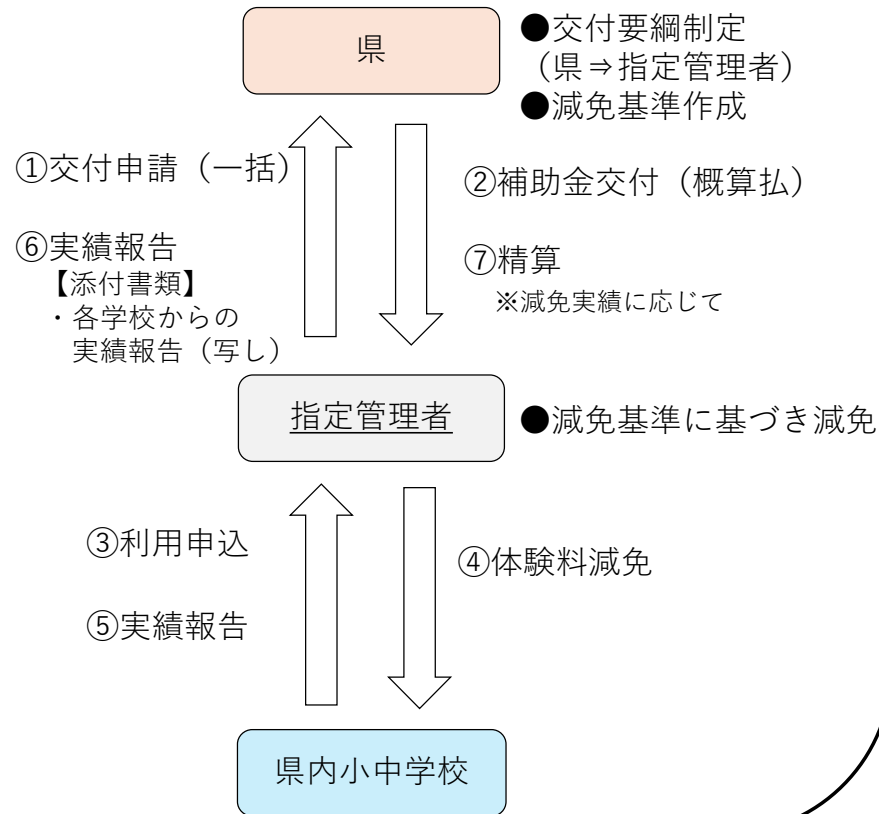 県
●交付要綱制定
（県⇒指定管理者）
●減免基準作成
①交付申請（一括）
②補助金交付（概算払）
⑥実績報告
【添付書類】
・各学校からの
実績報告（写し）
⑦精算
※減免実績に応じて
指定管理者
●減免基準に基づき減免
③利用申込
④体験料減免
⑤実績報告
県内小中学校